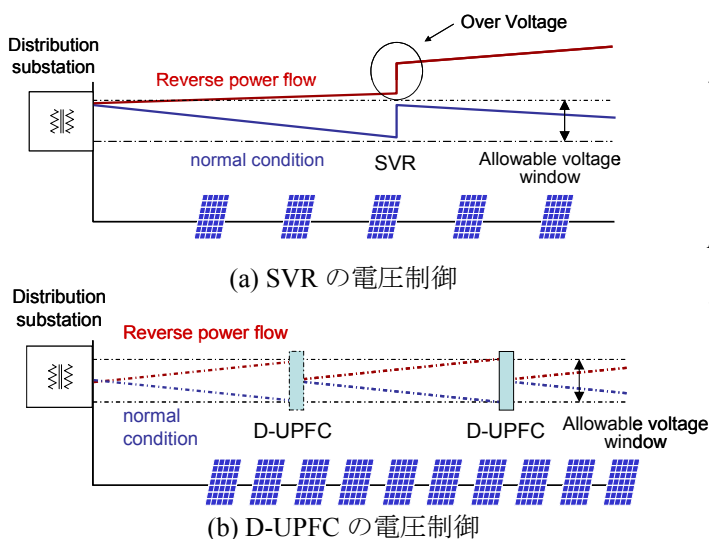 Over Voltage
Distribution
substation
Reverse power flow
normal condition
SVR
Allowable voltage
window
(a) SVR の電圧制御
Distribution
substation
Reverse power flow
normal
condition
D-UPFC
D-UPFC
Allowable voltage
window
(b) D-UPFC の電圧制御